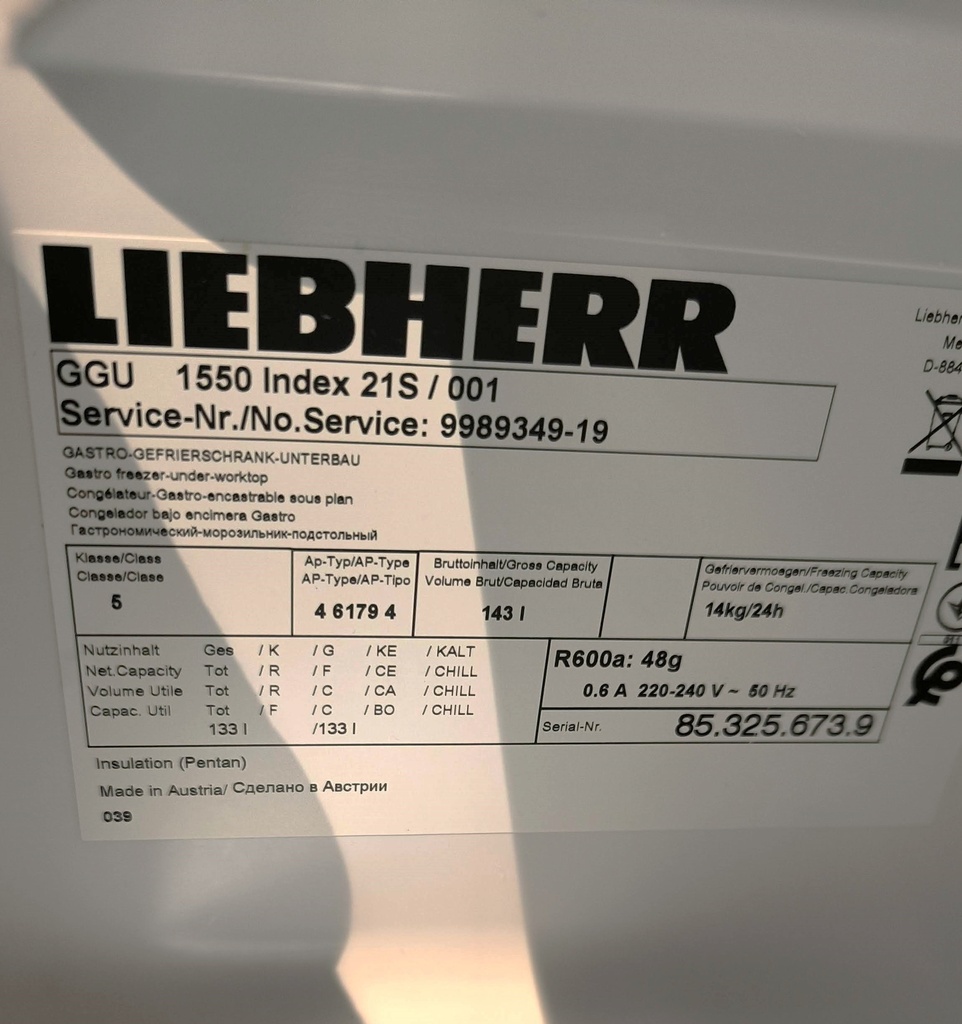 LIEBHERR
GGU 1550 Index 21S / 001
Service-Nr./No.Service: 9989349-19
GASTRO-GEFRIERSCHRANK-UNTERBAU
Gastro freezer-under-worktop
Congélateur-Gastro-encastrable sous plan
Congelador bajo encimera Gastro
Гастрономический-морозильник-подстольный
Liebher
Me
D-884
Klasse/Class
Classe/Clase
5
Ap-Typ/AP-Type
AP-Type/AP-Tipo
4 6179 4
Bruttoinhalt/Gross Capacity
Volume Brut/Capacidad Bruta
143 l
Gefriervermoegen/Freezing Capacity
Pouvoir de Congel./Capac.Congeladora
14kg/24h
Nutzinhalt Ges / K / G / KE / KALT
Net.Capacity Tot / R / F / CE / CHILL
Volume Utile Tot / R / C / CA / CHILL
Capac. Util Tot / F / C / BO / CHILL
133 l /133 l
R600a: 48g
0.6 A 220-240 V ~ 50 Hz
Serial-Nr. 85.325.673.9
Insulation (Pentan)
Made in Austria/ Сделано в Австрии
039